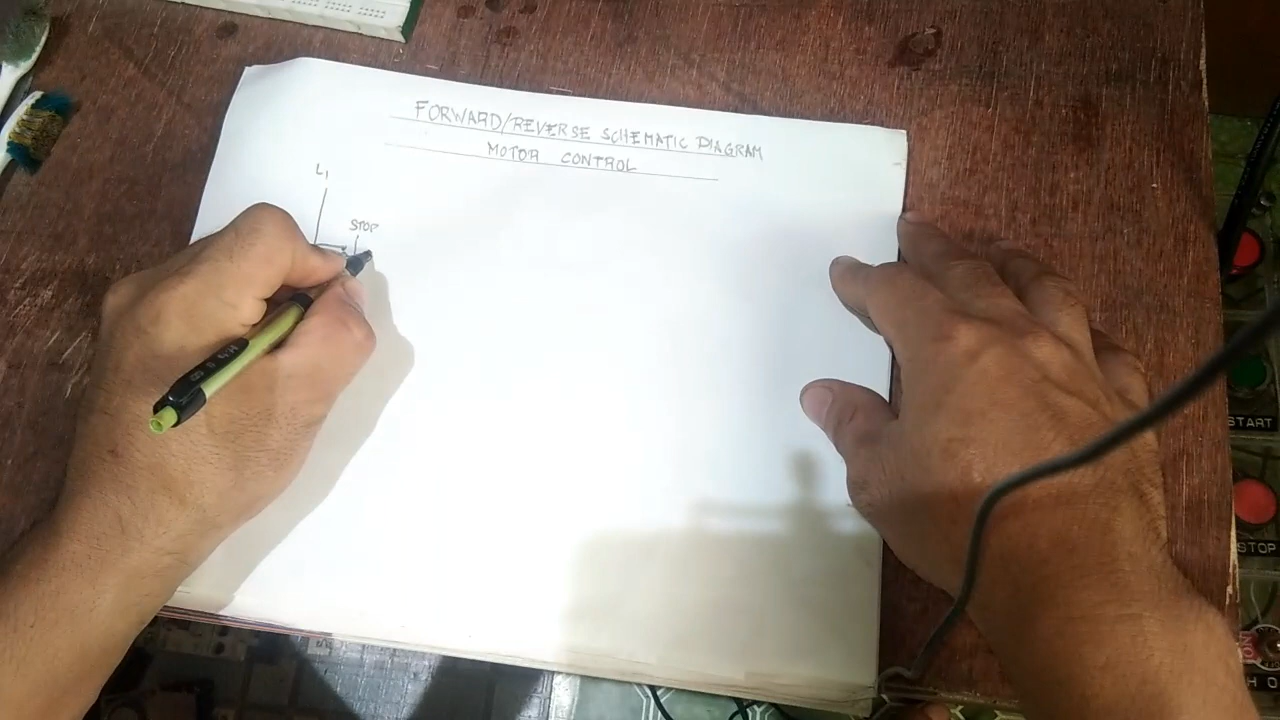 FORWARD/REVERSE SCHEMATIC DIAGRAM
MOTOR CONTROL
L1
STOP
START
STOP